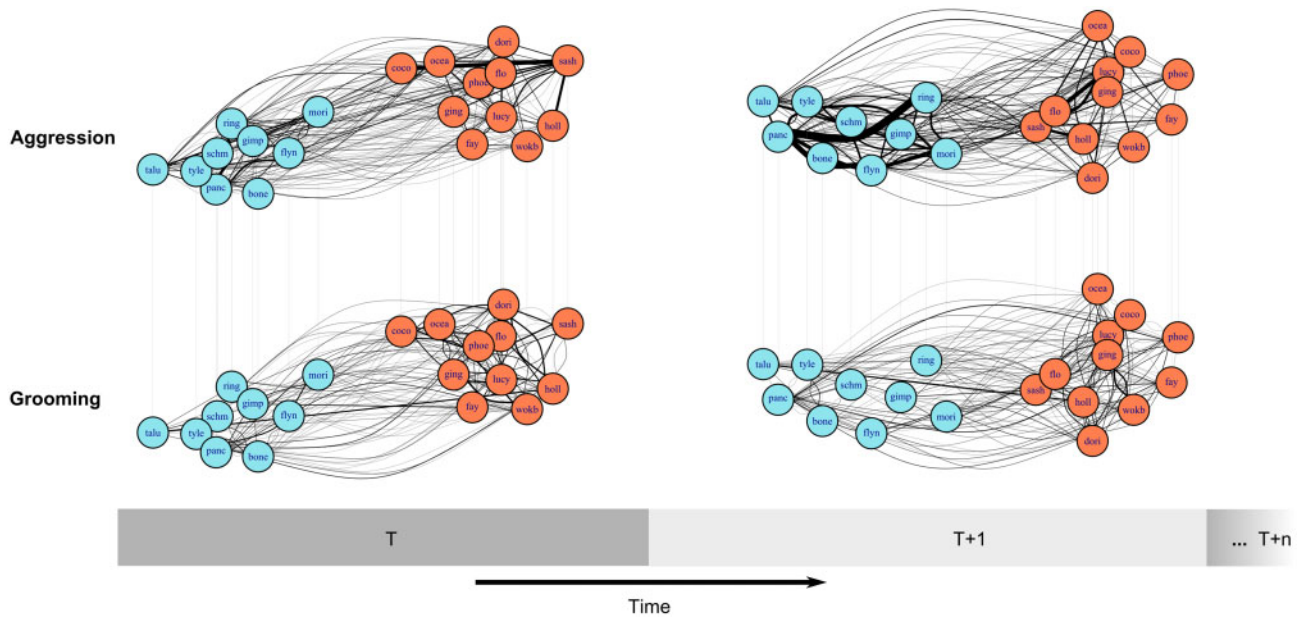 Aggression
dori
ocea
coco
sash
flo
phoe
mori
ging
lucy
ring
gimp
holl
schm
flyn
fay
wokb
talu
tyle
panc
bone
ocea
coco
lucy
phoe
talu
tyle
ring
ging
flo
schm
fay
sash
panc
gimp
holl
wokb
bone
mori
flyn
dori
Grooming
dori
ocea
sash
coco
flo
phoe
mori
ging
lucy
ring
holl
gimp
fay
wokb
schm
flyn
talu
tyle
panc
bone
ocea
coco
lucy
phoe
ging
ring
talu
tyle
flo
schm
fay
sash
panc
gimp
holl
wokb
bone
mori
flyn
dori
T
T+1
... T+n
Time